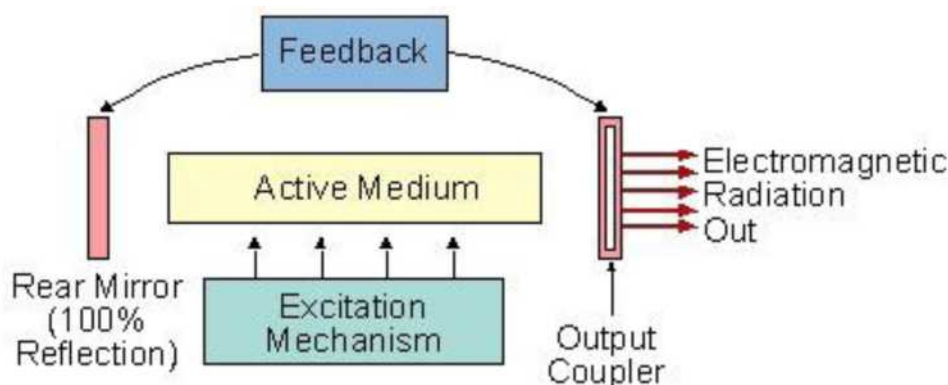 Feedback
Active Medium
Electromagnetic
Radiation
Out
Rear Mirror
(100%
Reflection)
Excitation
Mechanism
Output
Coupler